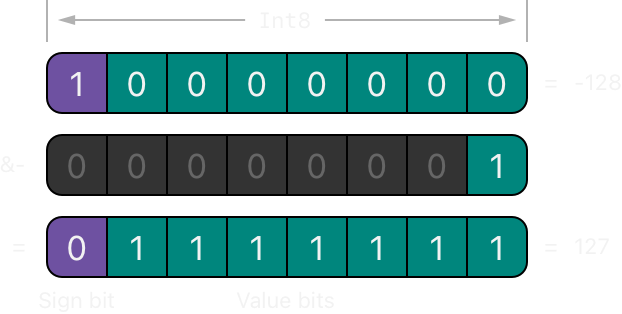 Int8
1 0 0 0 0 0 0 0 = -128
&- 0 0 0 0 0 0 0 1
= 0 1 1 1 1 1 1 1 = 127
Sign bit Value bits